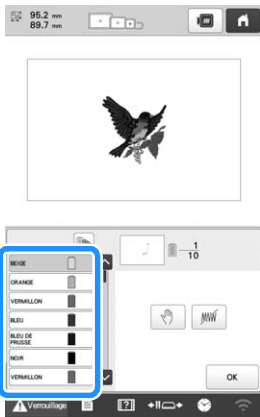 95.2 mm
89.7 mm
1
10
BEIGE
ORANGE
VERMILLON
BLEU
BLEU DE
PRUSSE
NOIR
VERMILLON
OK
Verrouillage